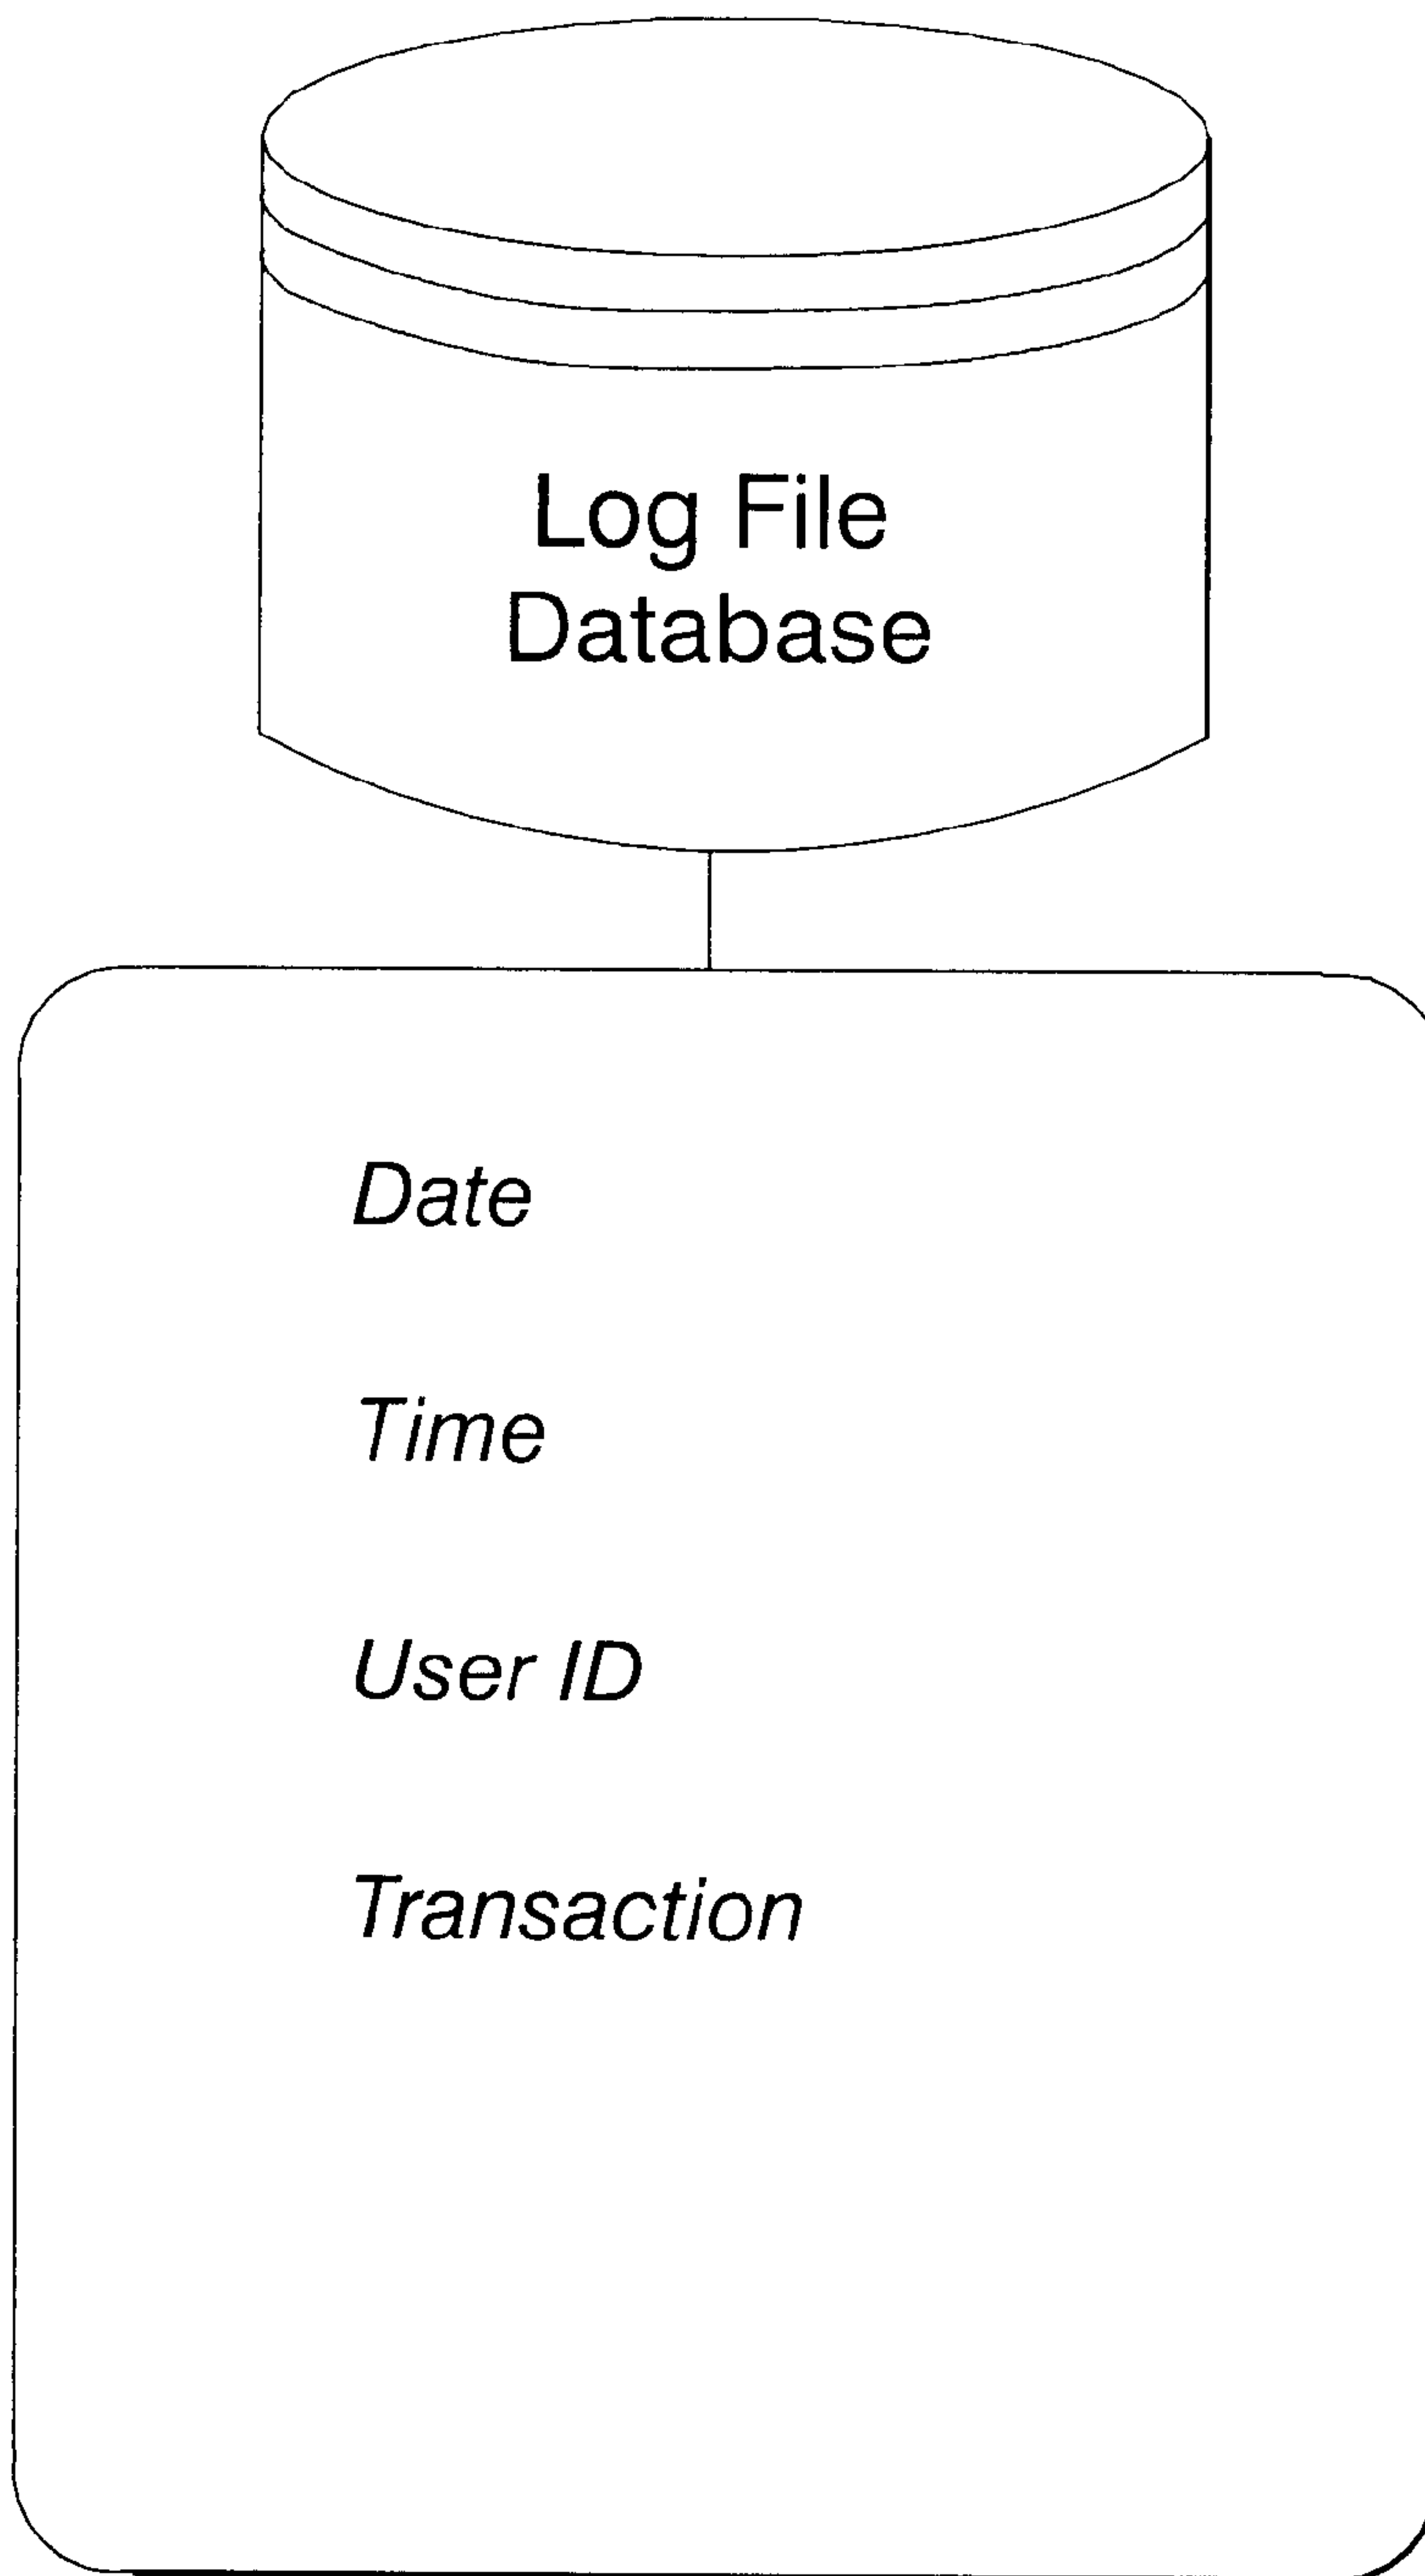 Log File
Database
Date
Time
User ID
Transaction